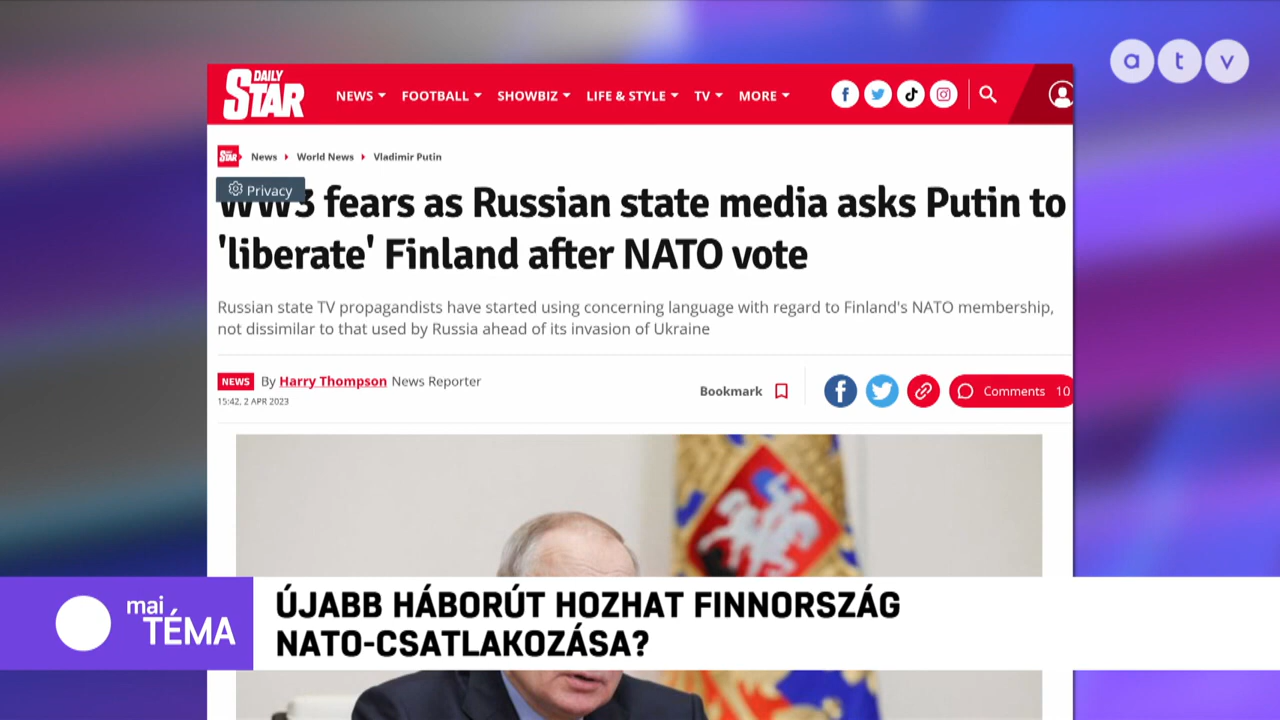 a t v
DAILY
STAR
NEWS FOOTBALL SHOWBIZ LIFE & STYLE TV MORE
DAILY STAR News World News Vladimir Putin
Privacy
WW3 fears as Russian state media asks Putin to
'liberate' Finland after NATO vote
Russian state TV propagandists have started using concerning language with regard to Finland's NATO membership,
not dissimilar to that used by Russia ahead of its invasion of Ukraine
NEWS By Harry Thompson News Reporter
Bookmark Comments 10
15:42, 2 APR 2023
mai
TÉMA
ÚJABB HÁBORÚT HOZHAT FINNORSZÁG
NATO-CSATLAKOZÁSA?